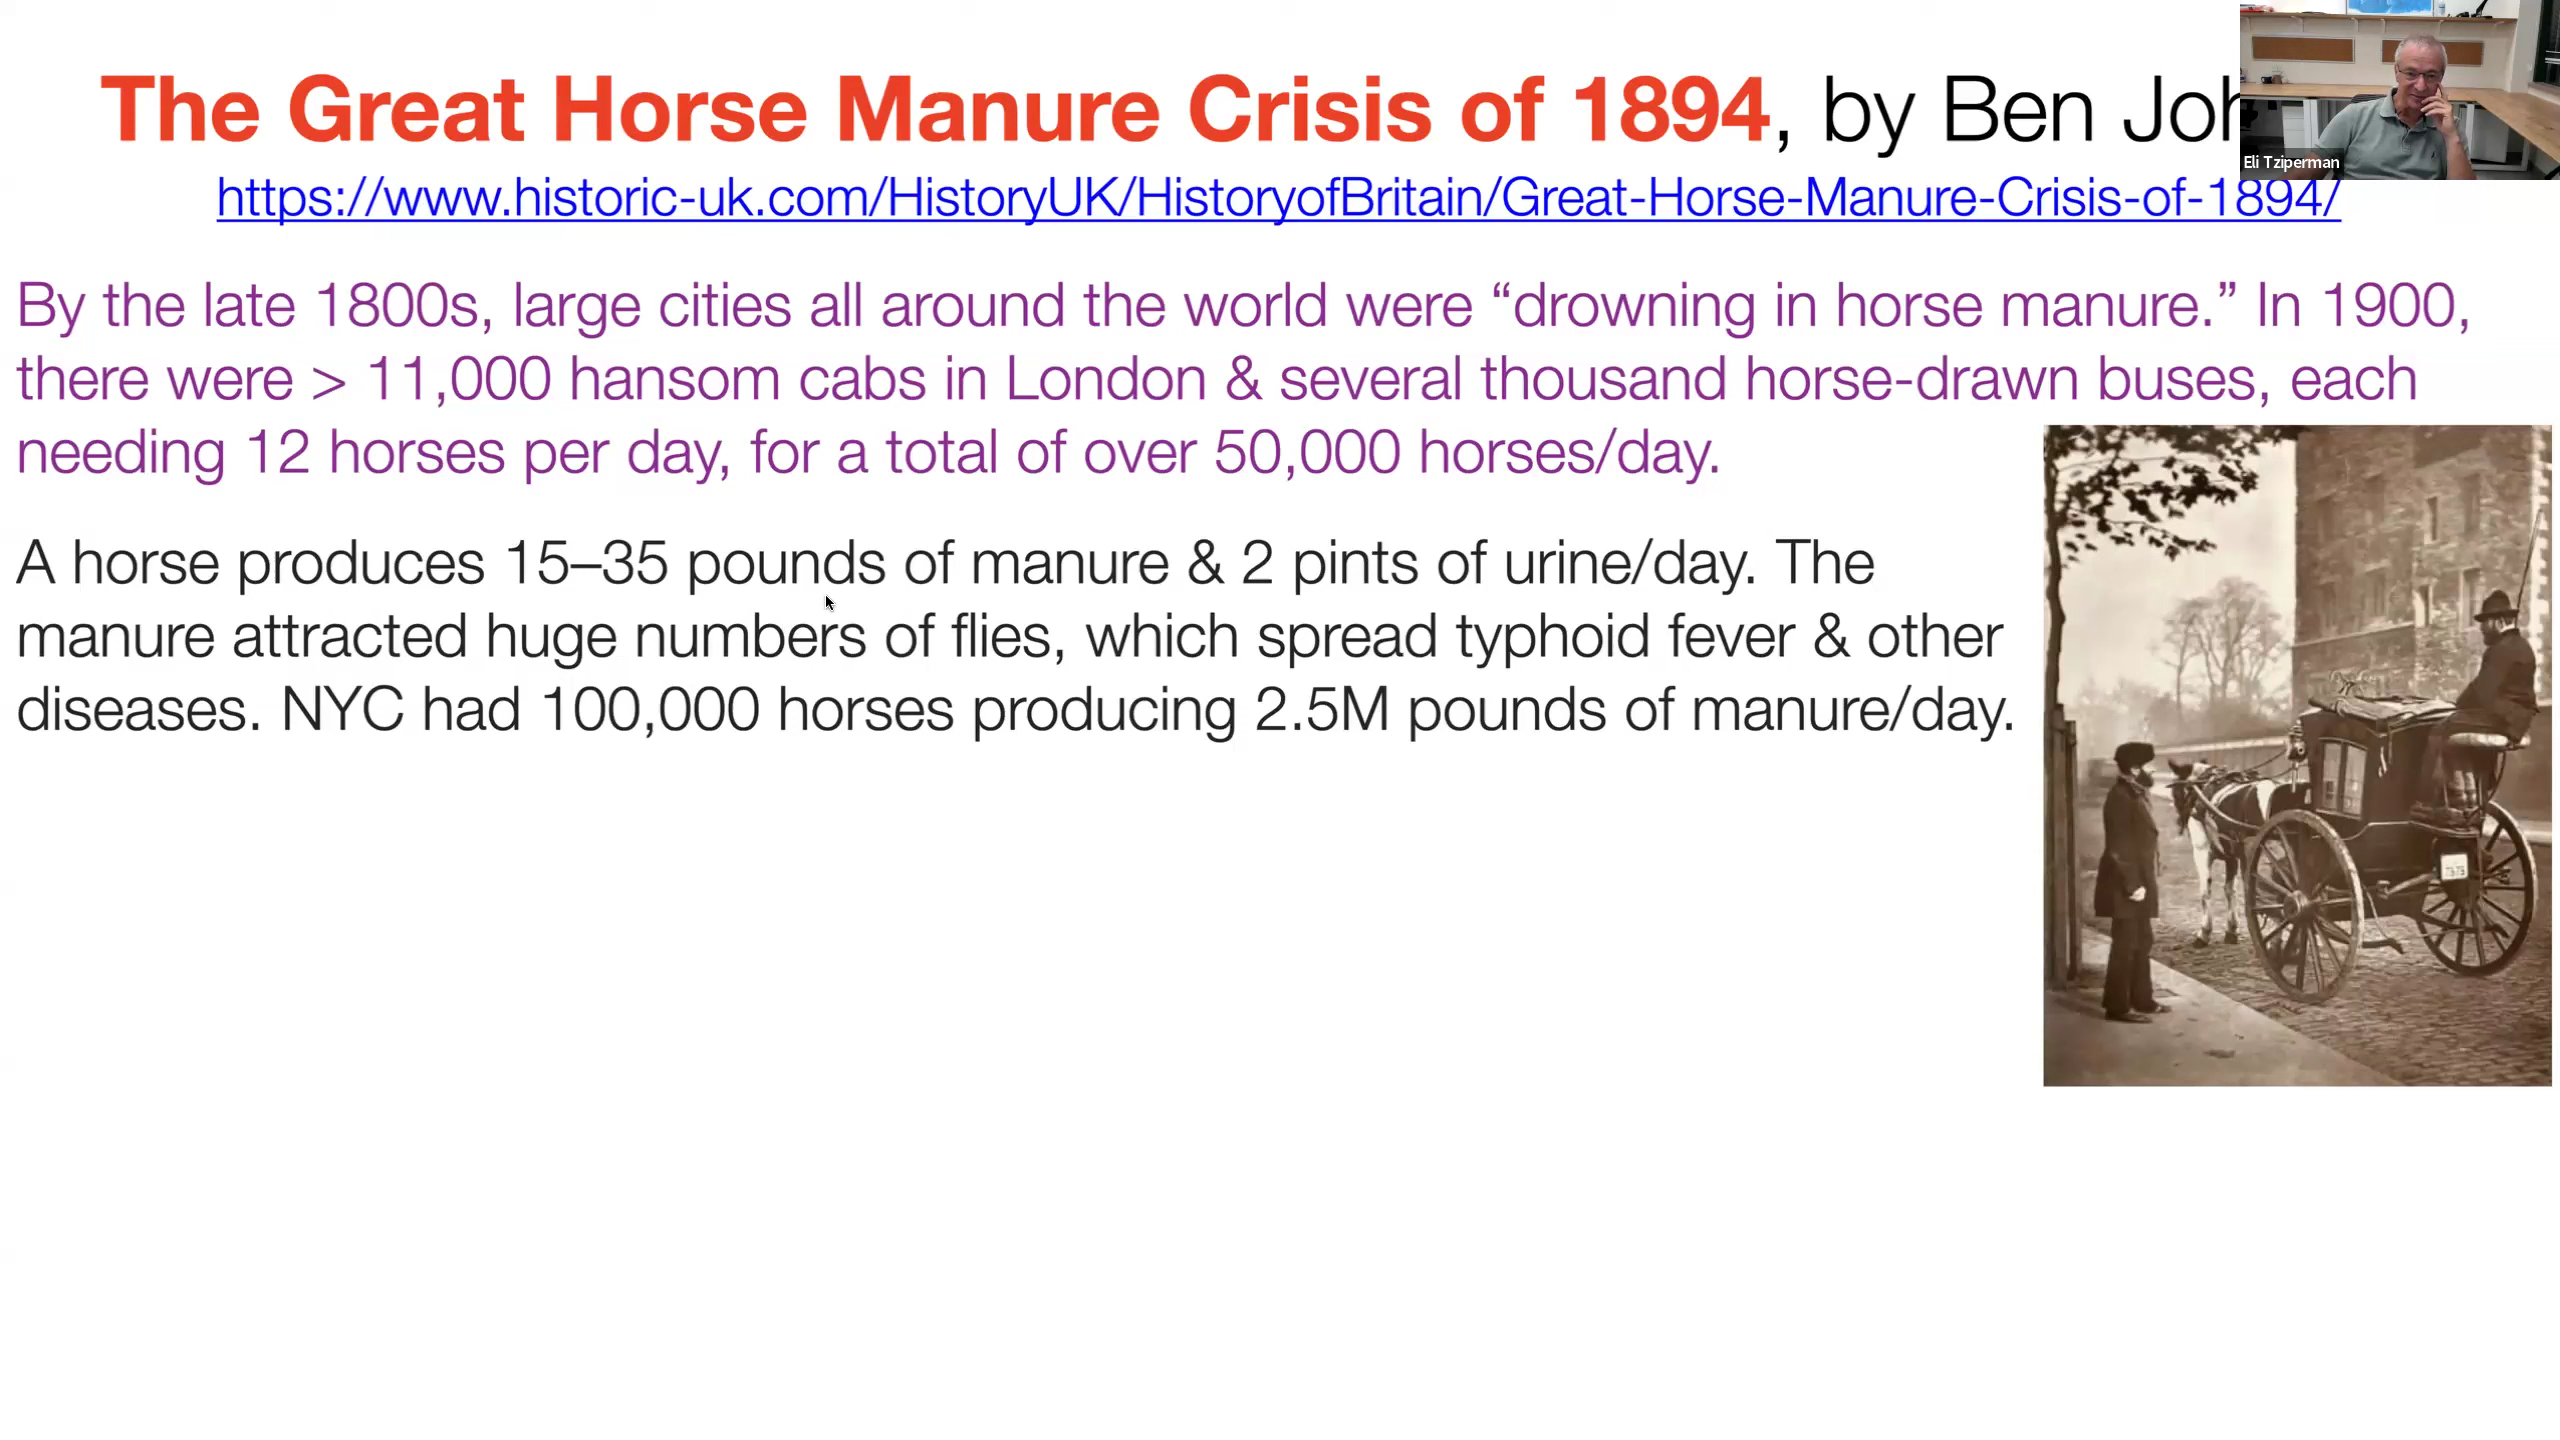 The Great Horse Manure Crisis of 1894, by Ben
Eli Tziperman
https://www.historic-uk.com/HistoryUK/HistoryofBritain/Great-Horse-Manure-Crisis-of-1894/
By the late 1800s, large cities all around the world were “drowning in horse manure.” In 1900,
there were > 11,000 hansom cabs in London & several thousand horse-drawn buses, each
needing 12 horses per day, for a total of over 50,000 horses/day.
A horse produces 15–35 pounds of manure & 2 pints of urine/day. The
manure attracted huge numbers of flies, which spread typhoid fever & other
diseases. NYC had 100,000 horses producing 2.5M pounds of manure/day.